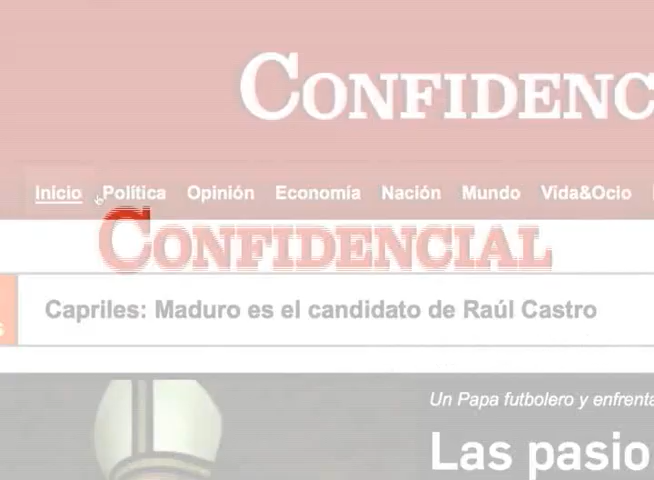 CONFIDENC
Inicio Política Opinión Economía Nación Mundo Vida&Ocio
CONFIDENCIAL
Capriles: Maduro es el candidato de Raúl Castro
Un Papa futbolero y enfrenta
Las pasio